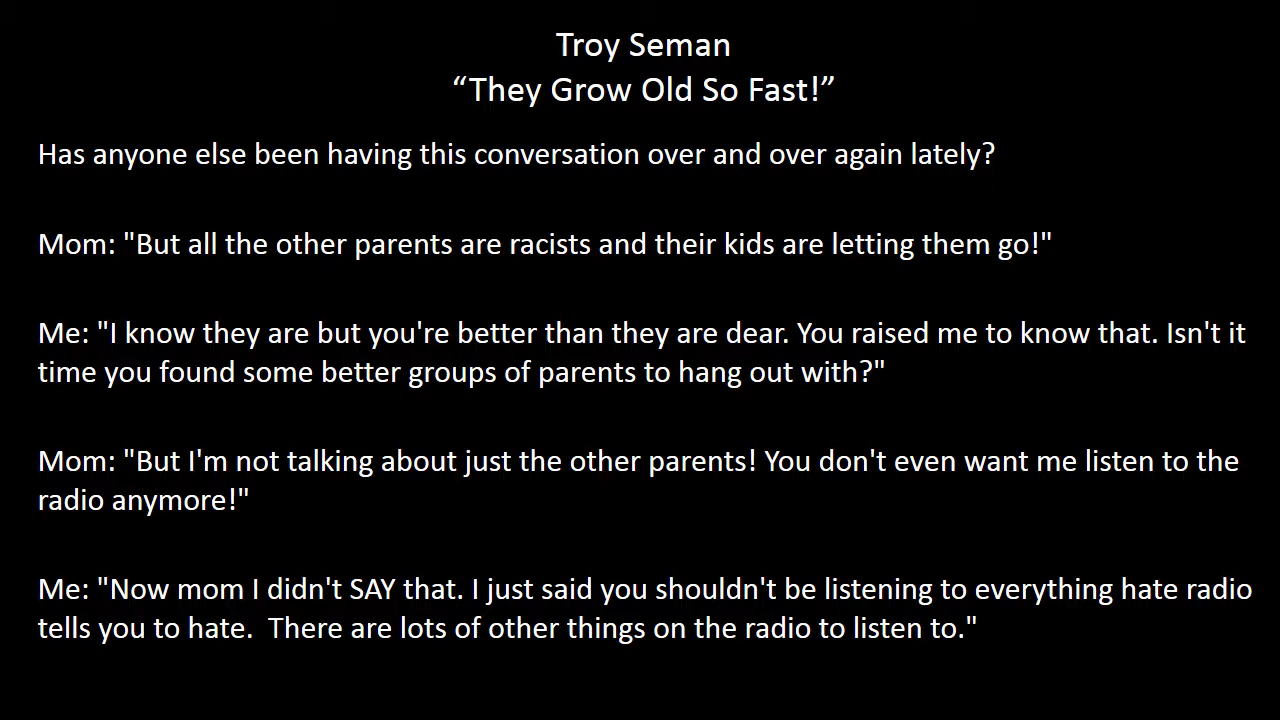 Troy Seman
“They Grow Old So Fast!”
Has anyone else been having this conversation over and over again lately?
Mom: "But all the other parents are racists and their kids are letting them go!"
Me: "I know they are but you're better than they are dear. You raised me to know that. Isn't it
time you found some better groups of parents to hang out with?"
Mom: "But I'm not talking about just the other parents! You don't even want me listen to the
radio anymore!"
Me: "Now mom I didn't SAY that. I just said you shouldn't be listening to everything hate radio
tells you to hate.  There are lots of other things on the radio to listen to."